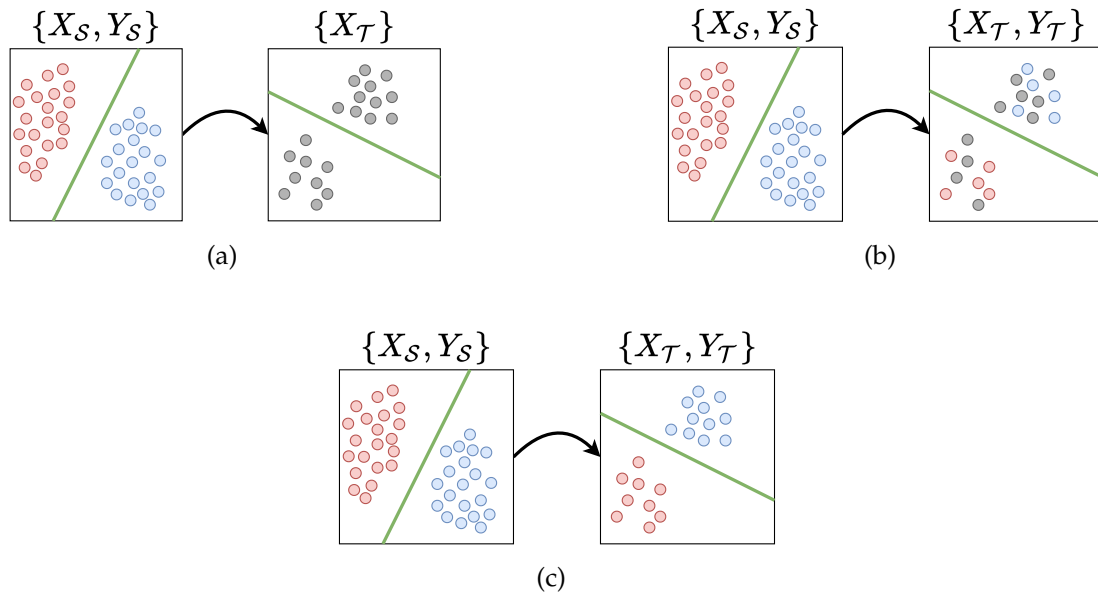 {X_S, Y_S} {X_T} {X_S, Y_S} {X_T, Y_T}
(a) (b)
{X_S, Y_S} {X_T, Y_T}
(c)